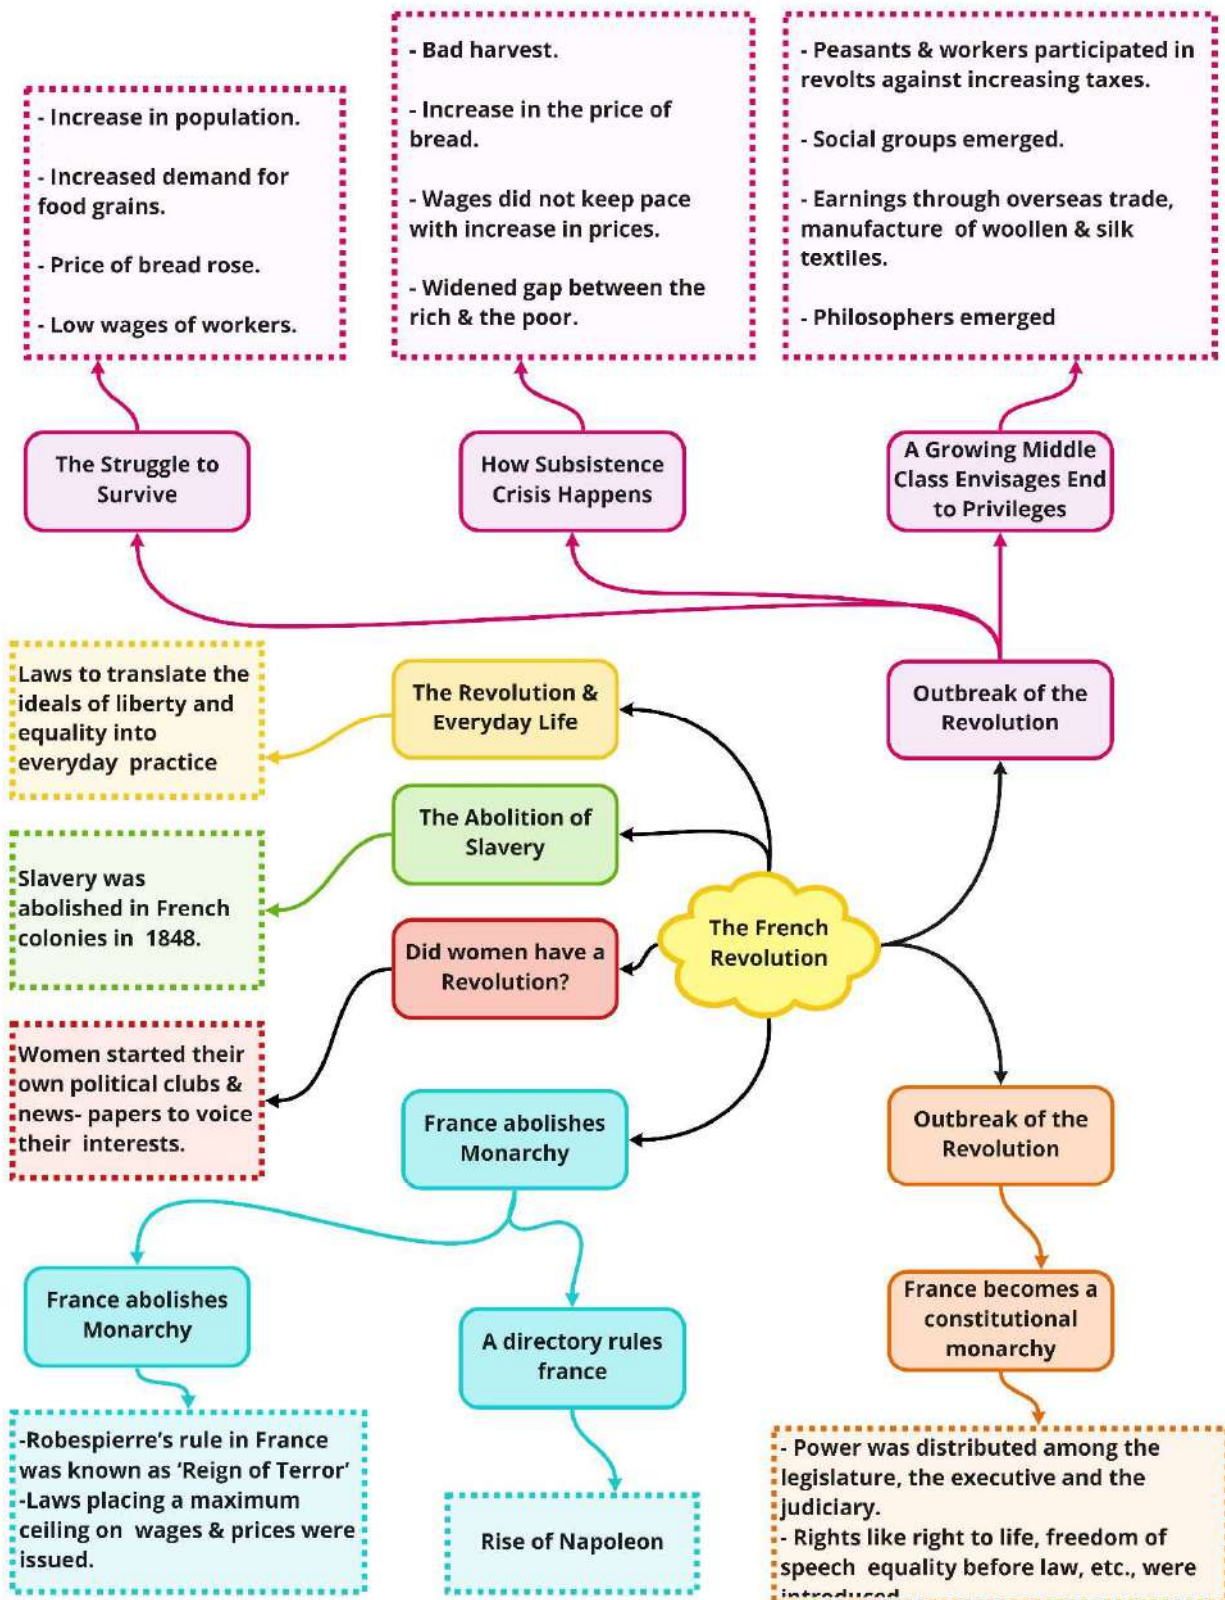 - Increase in population.
- Increased demand for
food grains.
- Price of bread rose.
- Low wages of workers.
- Bad harvest.
- Increase in the price of
bread.
- Wages did not keep pace
with increase in prices.
- Widened gap between the
rich & the poor.
- Peasants & workers participated in
revolts against increasing taxes.
- Social groups emerged.
- Earnings through overseas trade,
manufacture of woollen & silk
textiles.
- Philosophers emerged
The Struggle to
Survive
How Subsistence
Crisis Happens
A Growing Middle
Class Envisages End
to Privileges
Laws to translate the
ideals of liberty and
equality into
everyday practice
The Revolution &
Everyday Life
Outbreak of the
Revolution
The Abolition of
Slavery
Slavery was
abolished in French
colonies in 1848.
Did women have a
Revolution?
The French
Revolution
Women started their
own political clubs &
news- papers to voice
their interests.
France abolishes
Monarchy
Outbreak of the
Revolution
France abolishes
Monarchy
A directory rules
france
France becomes a
constitutional
monarchy
-Robespierre's rule in France
was known as ‘Reign of Terror’
-Laws placing a maximum
ceiling on wages & prices were
issued.
Rise of Napoleon
- Power was distributed among the
legislature, the executive and the
judiciary.
- Rights like right to life, freedom of
speech equality before law, etc., were
introduced